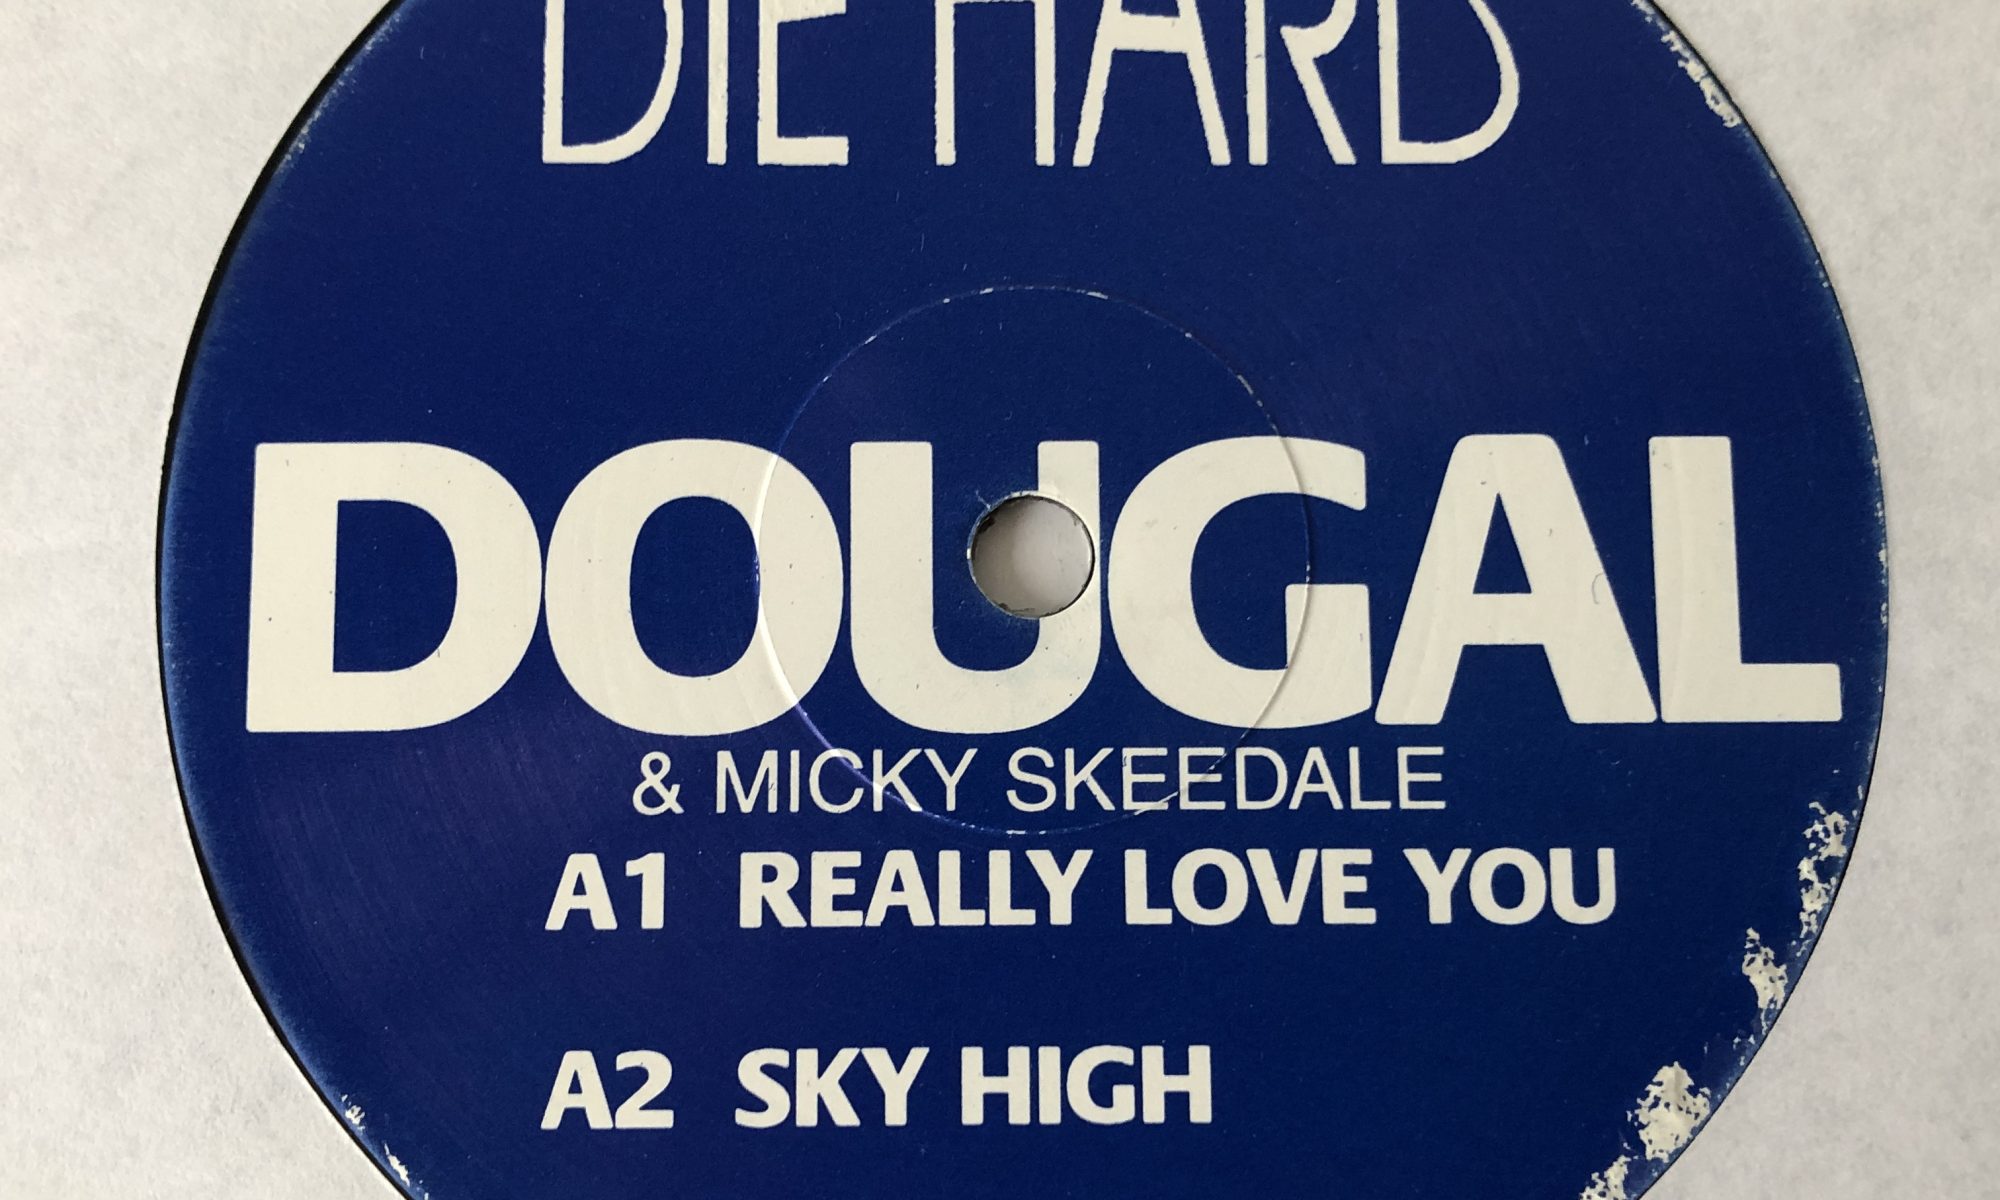 DIE HARD
DOUGAL
& MICKY SKEEDALE
A1 REALLY LOVE YOU
A2 SKY HIGH